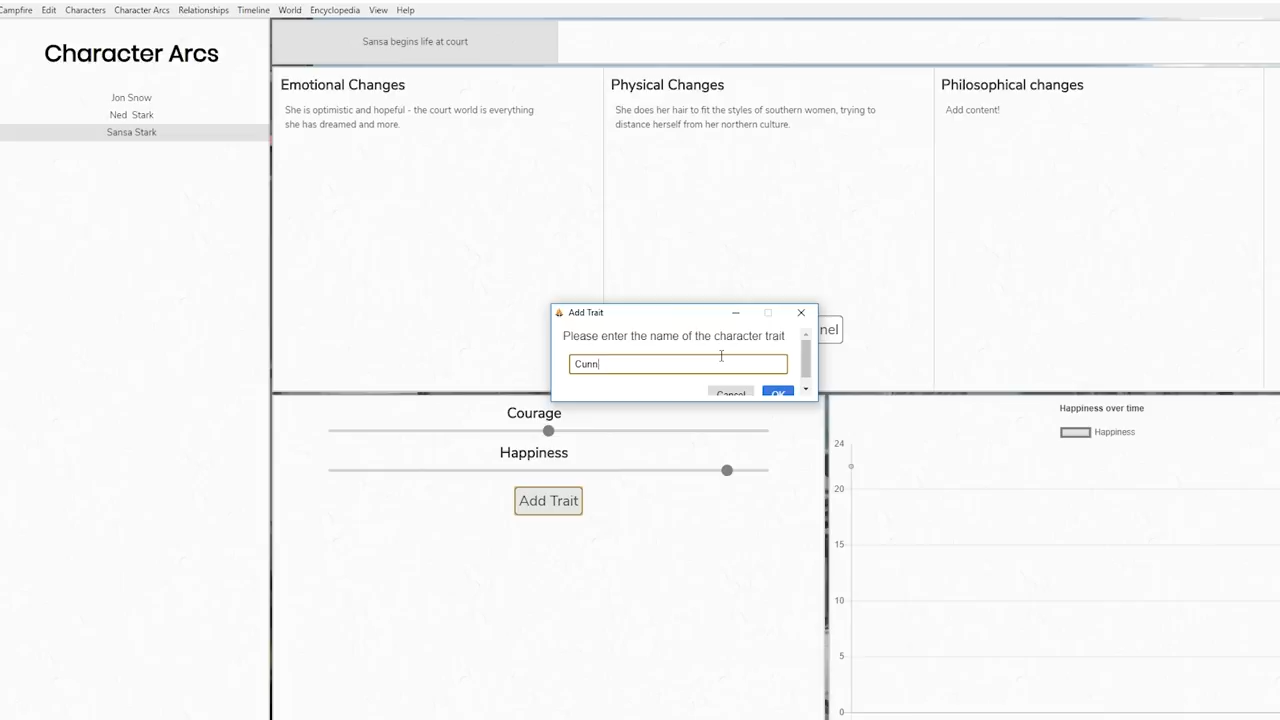 Campfire Edit Characters Character Arcs Relationships Timeline World Encyclopedia View Help
Character Arcs
Jon Snow
Ned Stark
Sansa Stark
Sansa begins life at court
Emotional Changes
She is optimistic and hopeful - the court world is everything
she has dreamed and more.
Physical Changes
She does her hair to fit the styles of southern women, trying to
distance herself from her northern culture.
Philosophical changes
Add content!
nel
Add Trait
Please enter the name of the character trait
Cunn
Cancel OK
Courage
Happiness
Add Trait
Happiness over time
Happiness
24
20
15
10
5
0